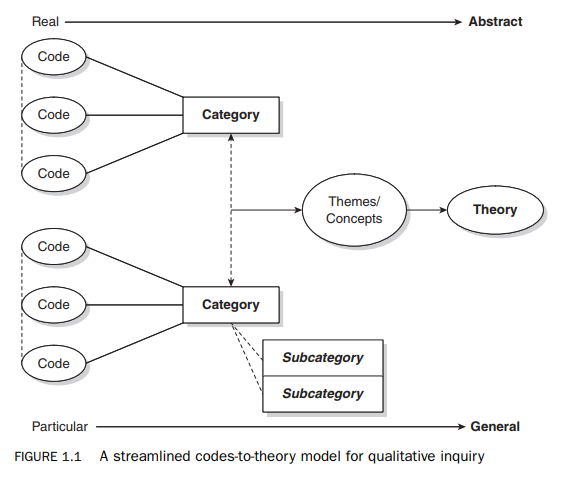 Real
Abstract
Code
Code
Category
Code
Themes/
Concepts
Theory
Code
Code
Category
Code
Subcategory
Subcategory
Particular
General
FIGURE 1.1 A streamlined codes-to-theory model for qualitative inquiry